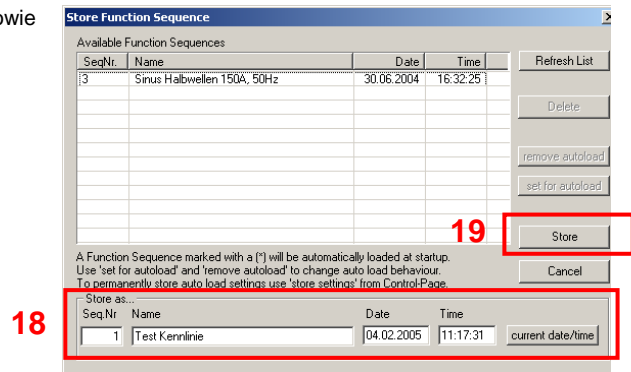 owie
Store Function Sequence
Available Function Sequences
SeqNr. Name Date Time
3 Sinus Halbwellen 150A, 50Hz 30.06.2004 16:32:25
Refresh List
Delete
remove autoload
set for autoload
19
Store
A Function Sequence marked with a (*) will be automatically loaded at startup.
Use 'set for autoload' and 'remove autoload' to change auto load behaviour.
To permanently store auto load settings use 'store settings' from Control-Page.
Cancel
Store as...
18
Seq.Nr Name Date Time
1 Test Kennlinie 04.02.2005 11:17:31 current date/time